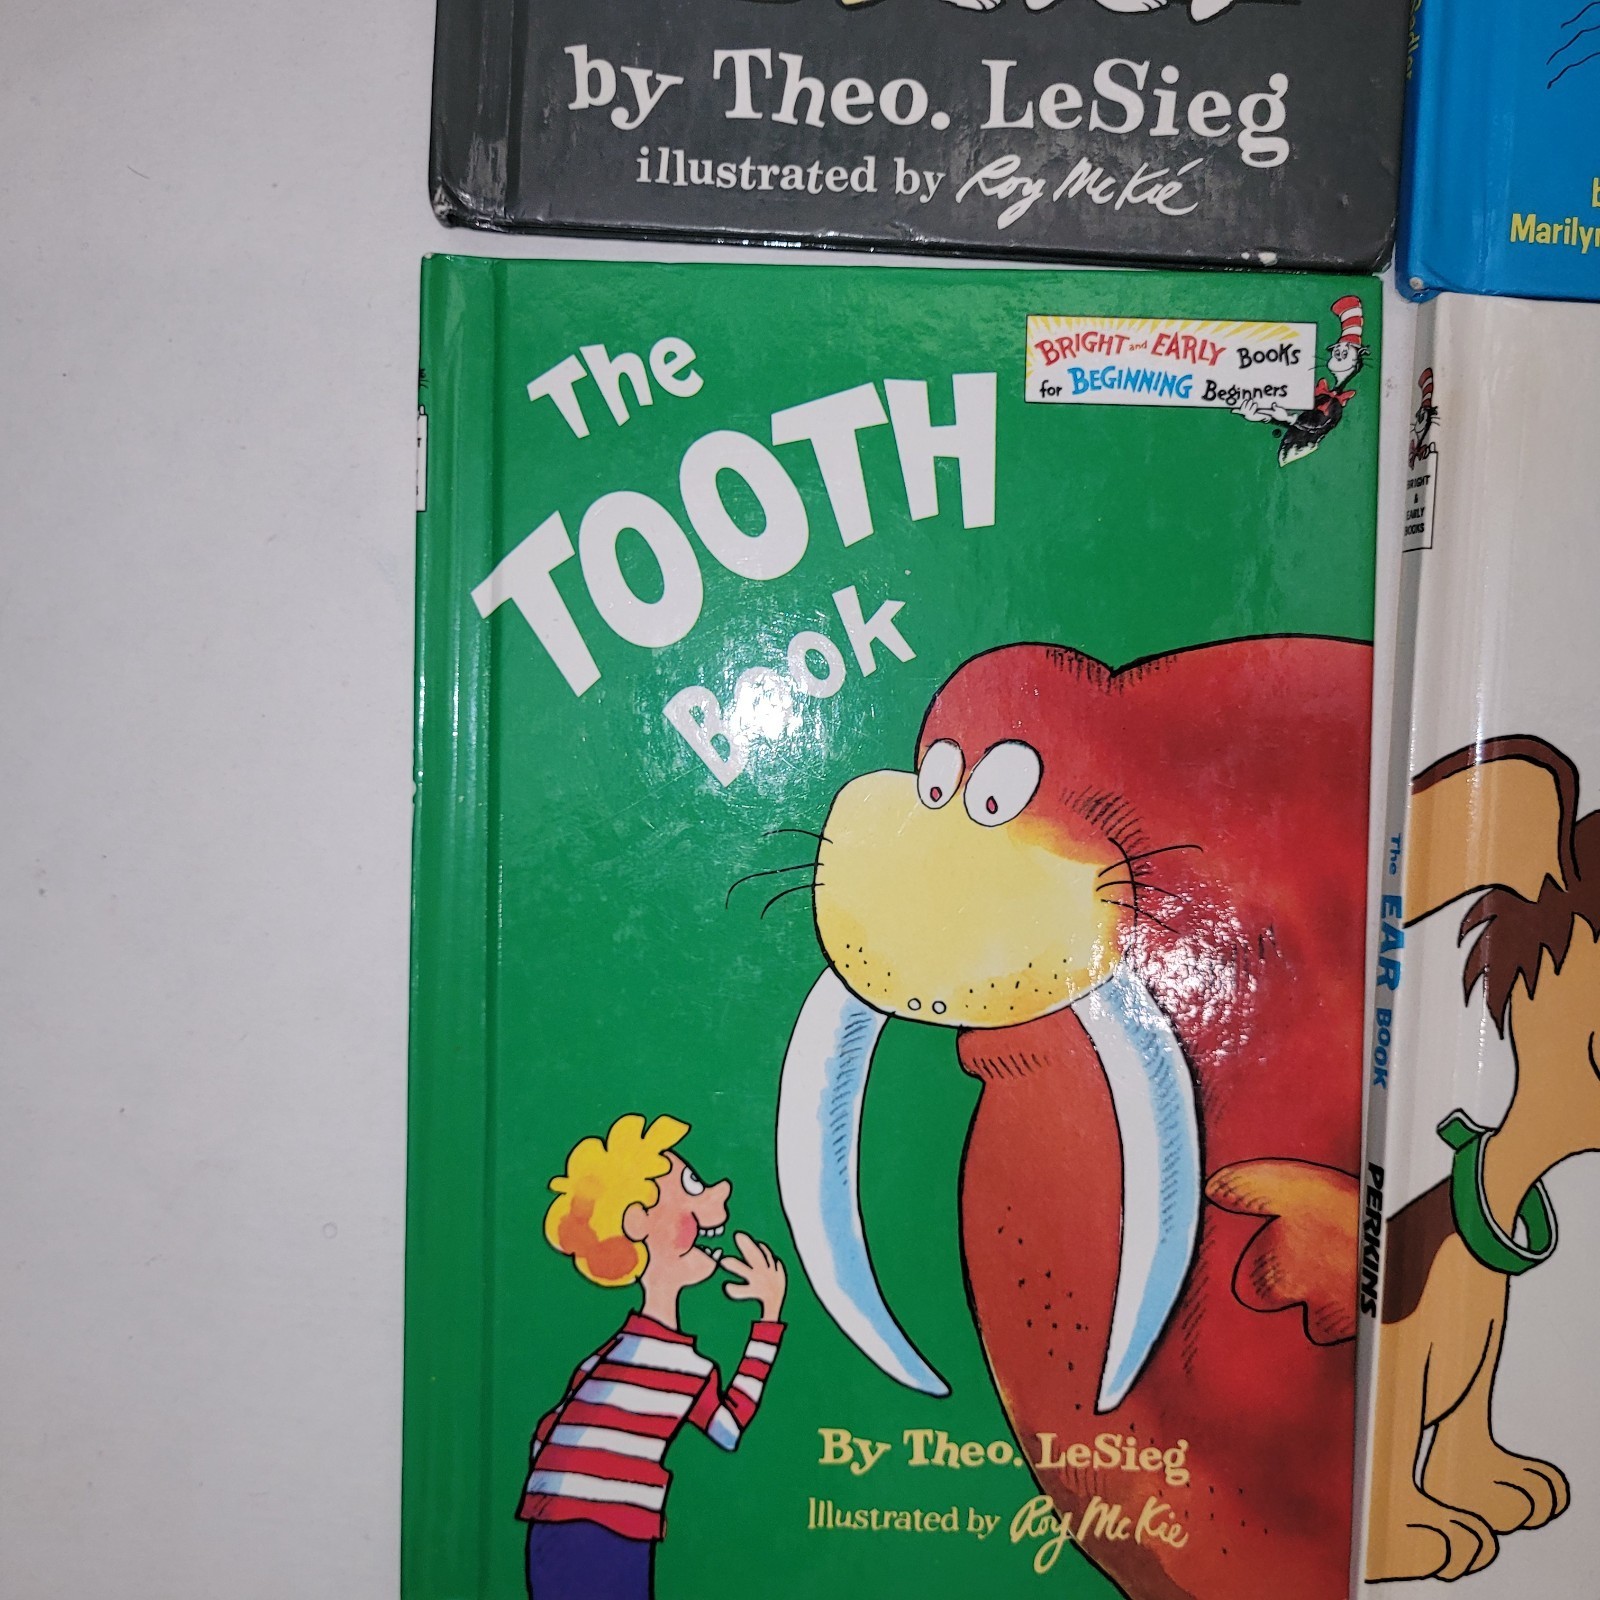 by Theo. LeSieg
illustrated by Roy McKié
Marilyn
The
TOOTH
Book
BRIGHT and EARLY Books
for BEGINNING Beginners
By Theo. LeSieg
Illustrated by Roy McKie
BRIGHT
&
EARLY
BOOKS
The EAR BOOK PERKINS